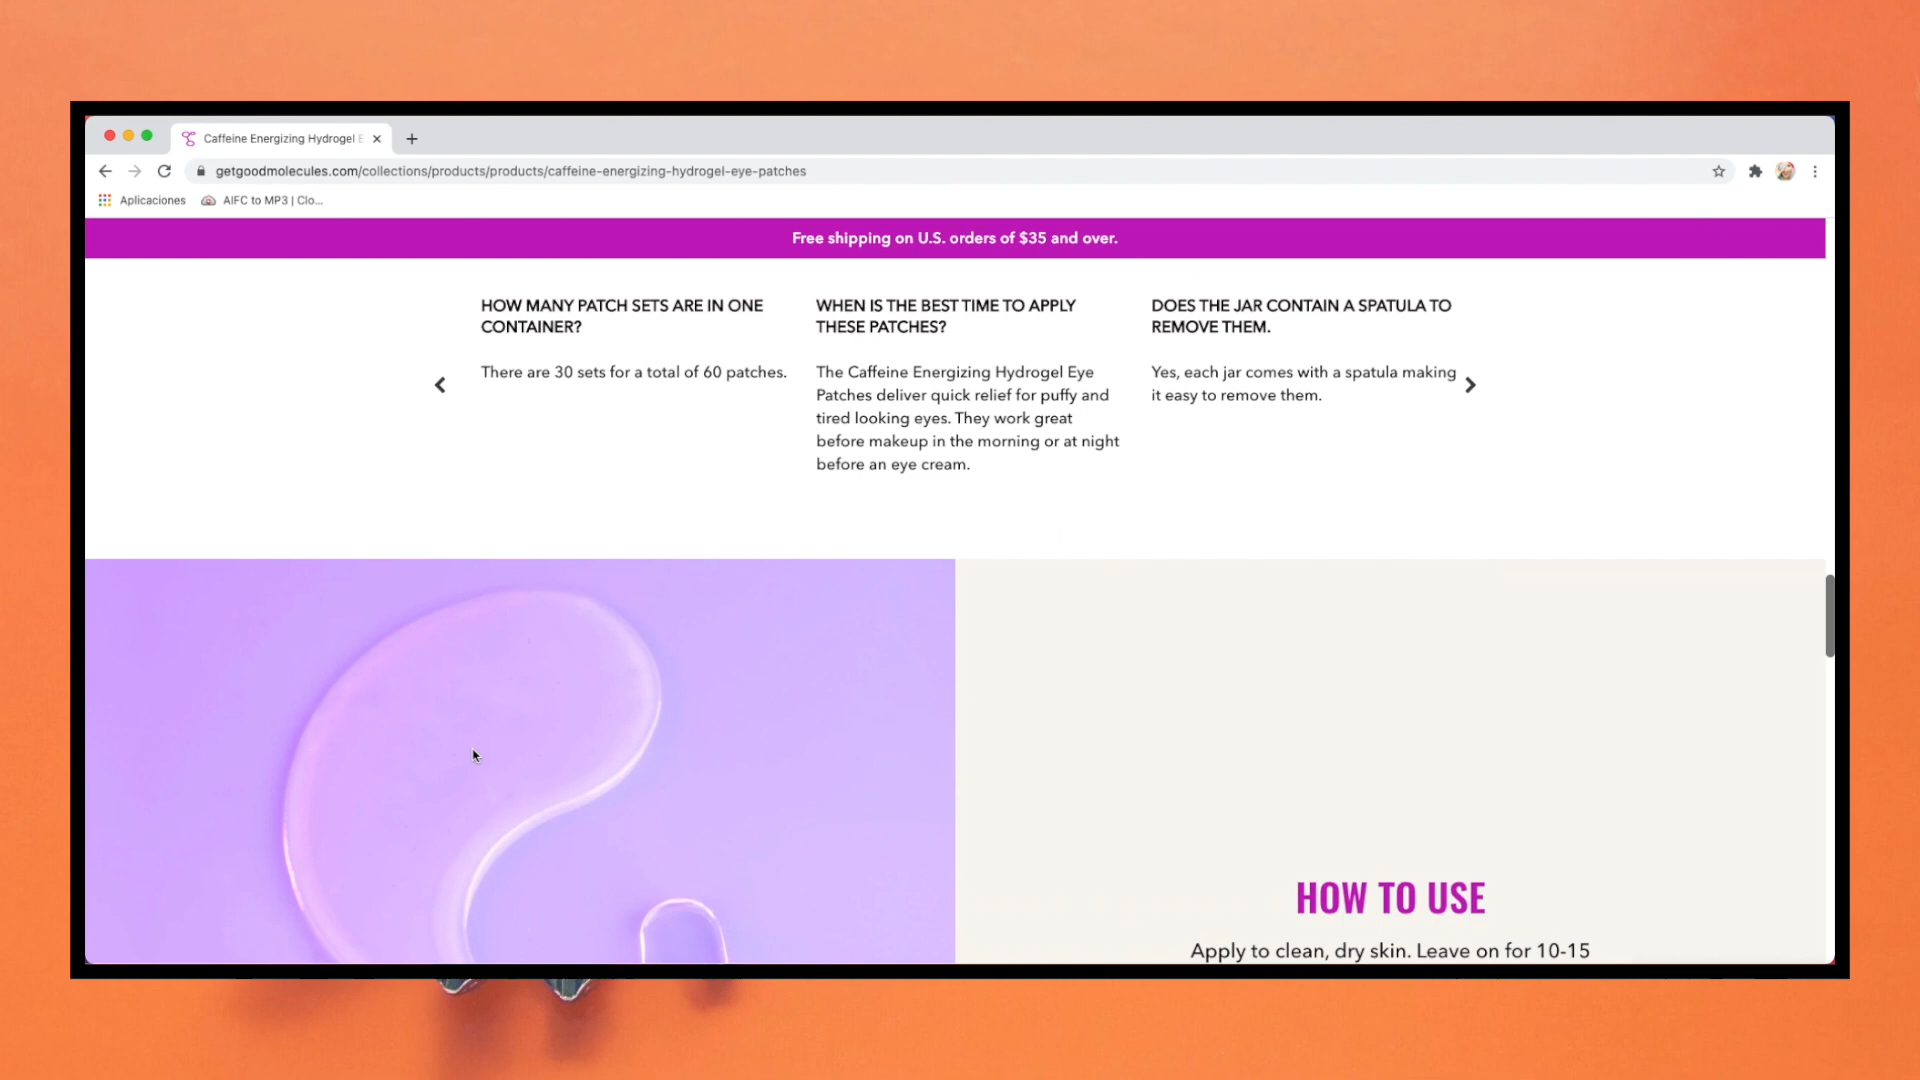 Caffeine Energizing Hydrogel E
getgoodmolecules.com/collections/products/products/caffeine-energizing-hydrogel-eye-patches
Aplicaciones
AIFC to MP3 | Clo...
Free shipping on U.S. orders of $35 and over.
HOW MANY PATCH SETS ARE IN ONE
CONTAINER?
There are 30 sets for a total of 60 patches.
WHEN IS THE BEST TIME TO APPLY
THESE PATCHES?
The Caffeine Energizing Hydrogel Eye
Patches deliver quick relief for puffy and
tired looking eyes. They work great
before makeup in the morning or at night
before an eye cream.
DOES THE JAR CONTAIN A SPATULA TO
REMOVE THEM.
Yes, each jar comes with a spatula making
it easy to remove them.
HOW TO USE
Apply to clean, dry skin. Leave on for 10-15